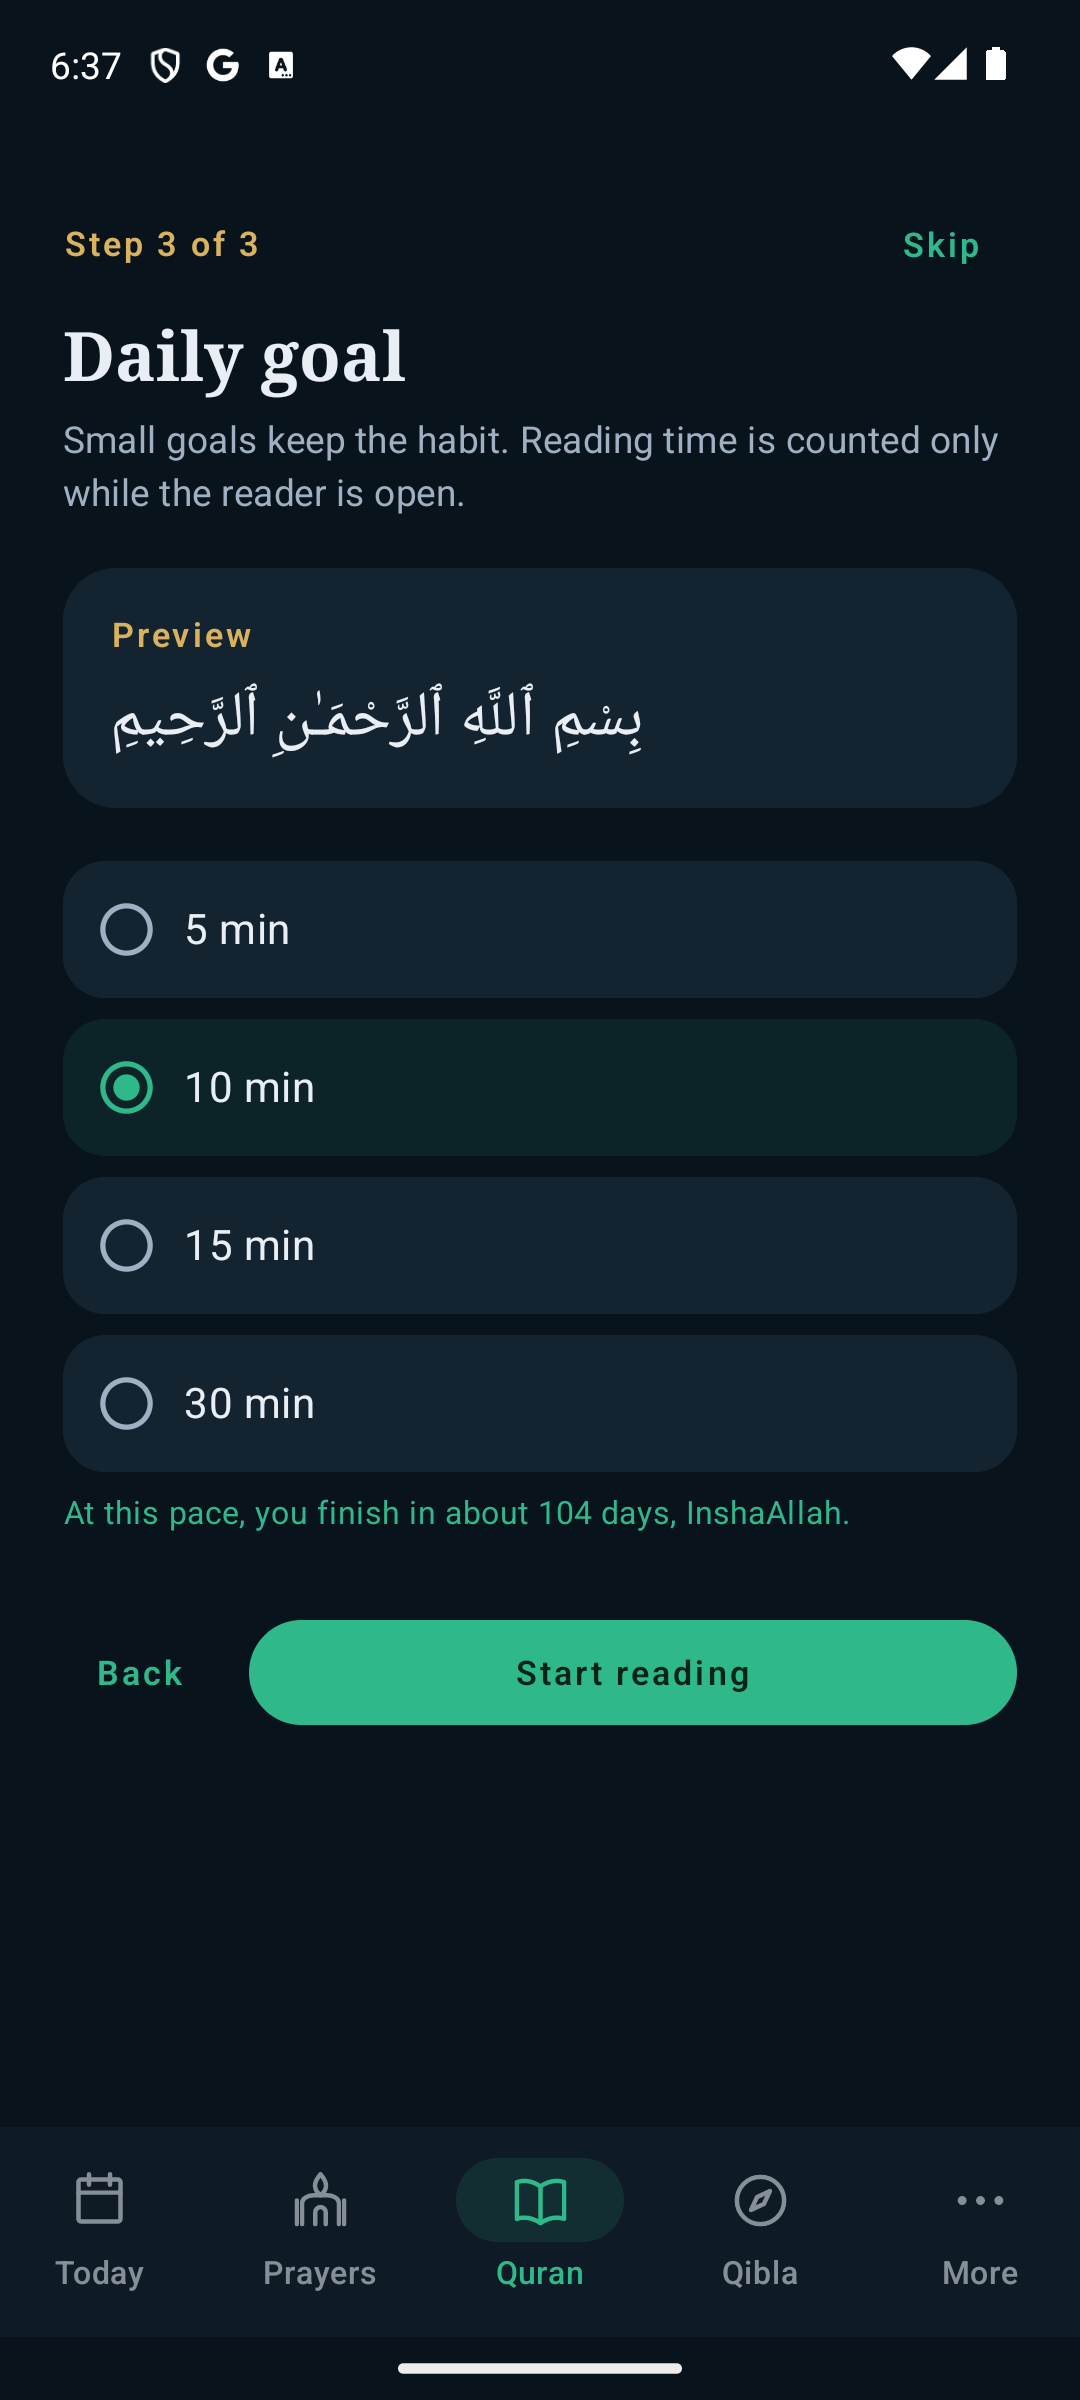 6:37
Step 3 of 3
Skip
Daily goal
Small goals keep the habit. Reading time is counted only
while the reader is open.
Preview
بِسْمِ ٱللَّهِ ٱلرَّحْمَـٰنِ ٱلرَّحِيمِ
5 min
10 min
15 min
30 min
At this pace, you finish in about 104 days, InshaAllah.
Back
Start reading
Today
Prayers
Quran
Qibla
More